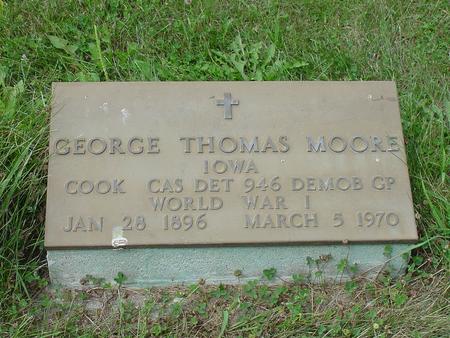 GEORGE THOMAS MOORE
IOWA
COOK CAS DET 946 DEMOB GP
WORLD WAR I
JAN 28 1896 MARCH 5 1970